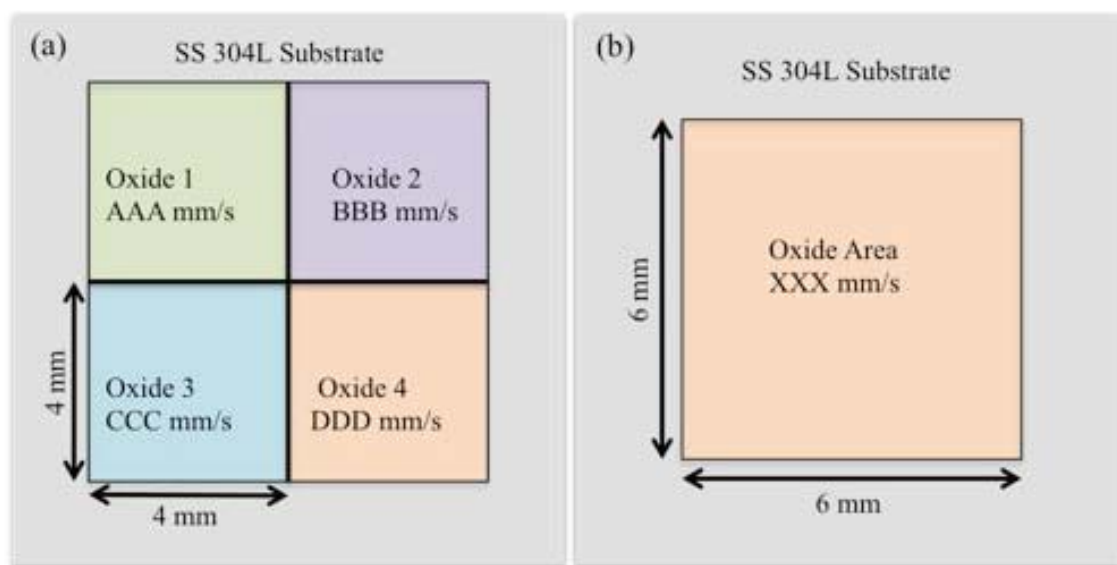 (a)
SS 304L Substrate
Oxide 1
AAA mm/s
Oxide 2
BBB mm/s
Oxide 3
CCC mm/s
Oxide 4
DDD mm/s
4 mm
4 mm
(b)
SS 304L Substrate
Oxide Area
XXX mm/s
6 mm
6 mm